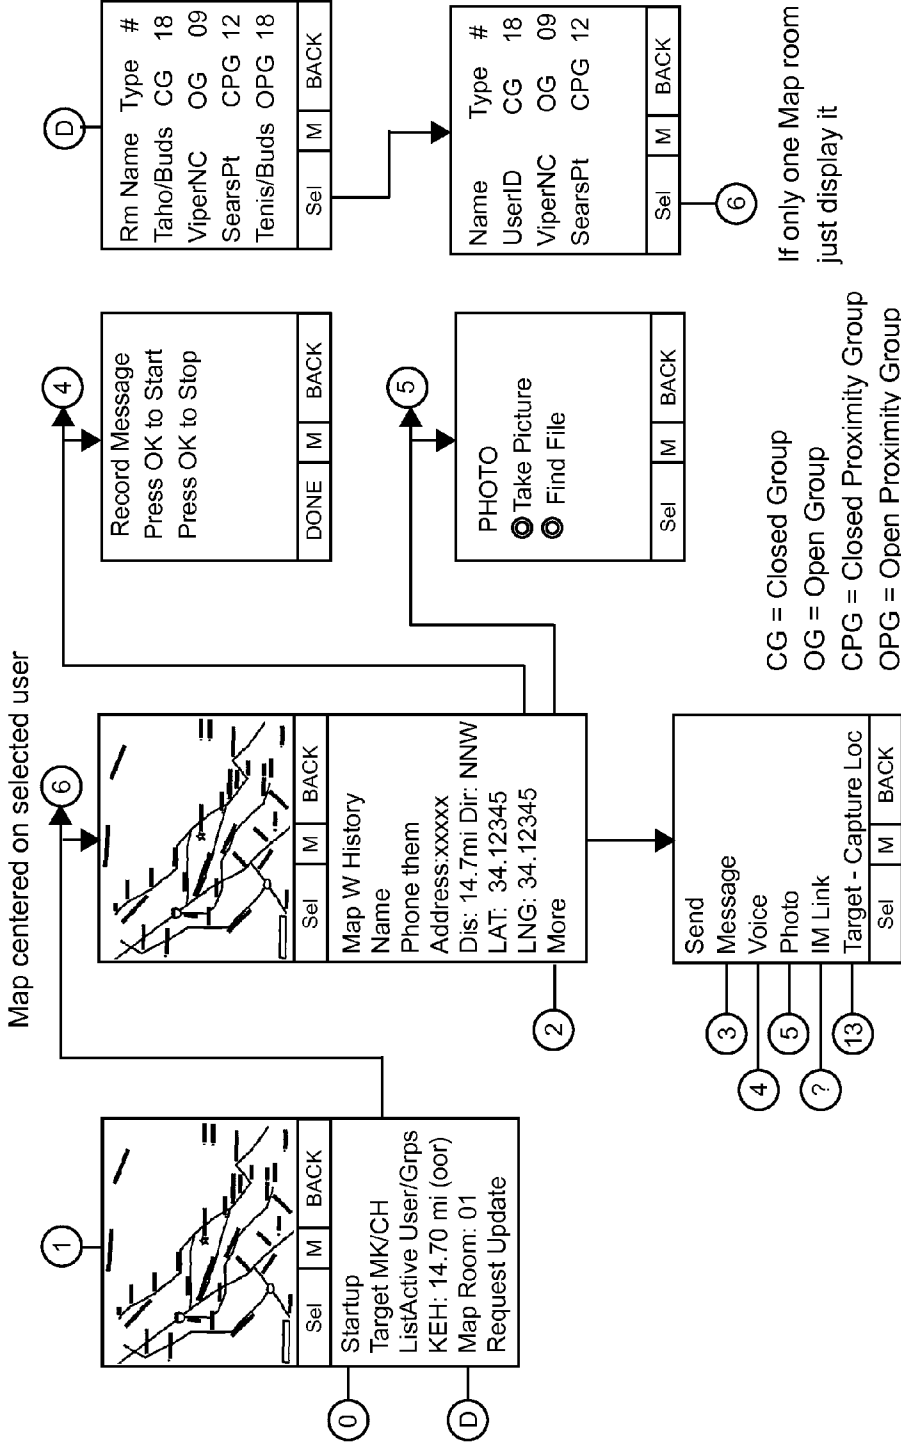 Map centered on selected user
1
Sel M BACK
Startup
Target MK/CH
ListActive User/Grps
KEH: 14.70 mi (oor)
Map Room: 01
Request Update
0
D
6
Sel M BACK
Map W History
Name
Phone them
Address:xxxxx
Dis: 14.7mi Dir: NNW
LAT: 34.12345
LNG: 34.12345
More
2
Send
Message
Voice
Photo
IM Link
Target - Capture Loc
Sel M BACK
3
4
5
?
13
4
Record Message
Press OK to Start
Press OK to Stop
DONE M BACK
5
PHOTO
Take Picture
Find File
Sel M BACK
CG = Closed Group
OG = Open Group
CPG = Closed Proximity Group
OPG = Open Proximity Group
D
Rm Name Type #
Taho/Buds CG 18
ViperNC OG 09
SearsPt CPG 12
Tenis/Buds OPG 18
Sel M BACK
Name Type #
UserID CG 18
ViperNC OG 09
SearsPt CPG 12
Sel M BACK
6
If only one Map room
just display it